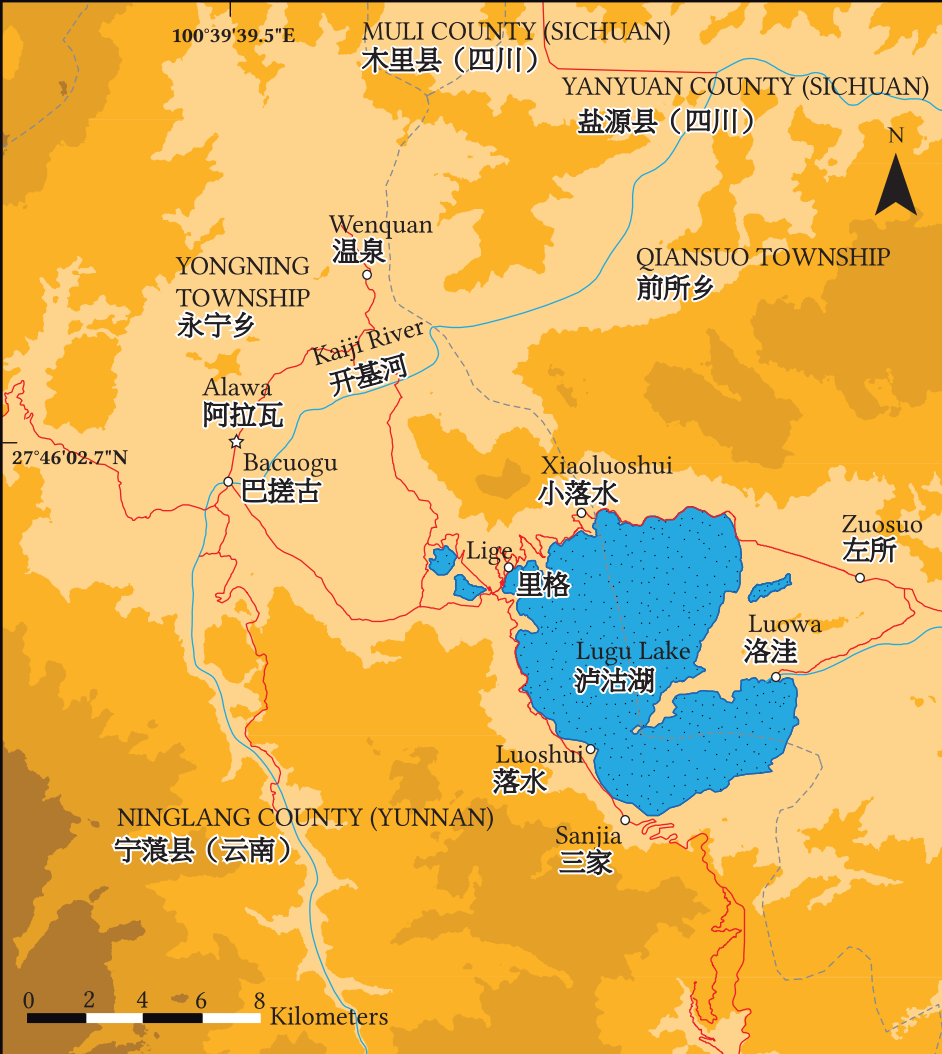 100°39'39.5"E
MULI COUNTY (SICHUAN)
木里县（四川）
YANYUAN COUNTY (SICHUAN)
盐源县（四川）
N
Wenquan
温泉
YONGNING
TOWNSHIP
永宁乡
QIANSUO TOWNSHIP
前所乡
Kaiji River
开基河
Alawa
阿拉瓦
27°46'02.7"N
Bacuogu
巴搓古
Xiaoluoshui
小落水
Zuosuo
左所
Lige
里格
Luowa
洛洼
Lugu Lake
泸沽湖
Luoshui
落水
NINGLANG COUNTY (YUNNAN)
宁蒗县（云南）
Sanjia
三家
0 2 4 6 8
Kilometers